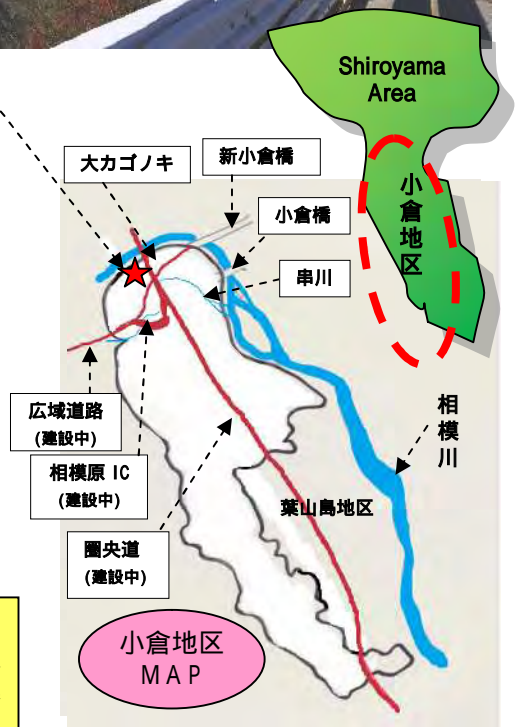 Shiroyama
Area
小倉地区
大カゴノキ
新小倉橋
小倉橋
串川
広域道路
(建設中)
相模原 IC
(建設中)
圏央道
(建設中)
相模川
葉山島地区
小倉地区
MAP